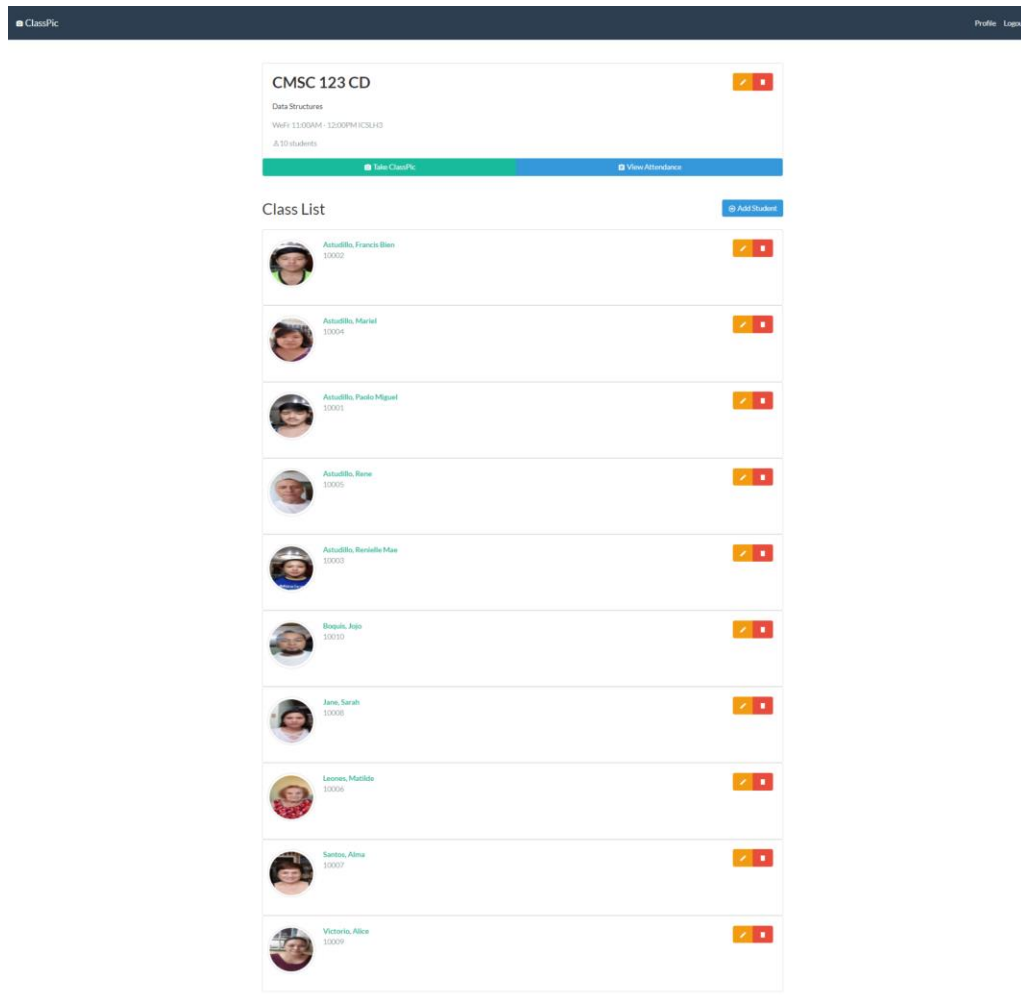 ClassPic
Profile Logou
CMSC 123 CD
Data Structures
WeFr 11:00AM - 12:00PM ICSLH3
10 students
Take ClassPic
View Attendance
Class List
Add Student
Astudillo, Francis Bien
10002
Astudillo, Mariel
10004
Astudillo, Paolo Miguel
10001
Astudillo, Rene
10005
Astudillo, Renielle Mae
10003
Boquis, Jojo
10010
Jane, Sarah
10008
Leones, Matilde
10006
Santos, Alma
10007
Victorio, Alice
10009